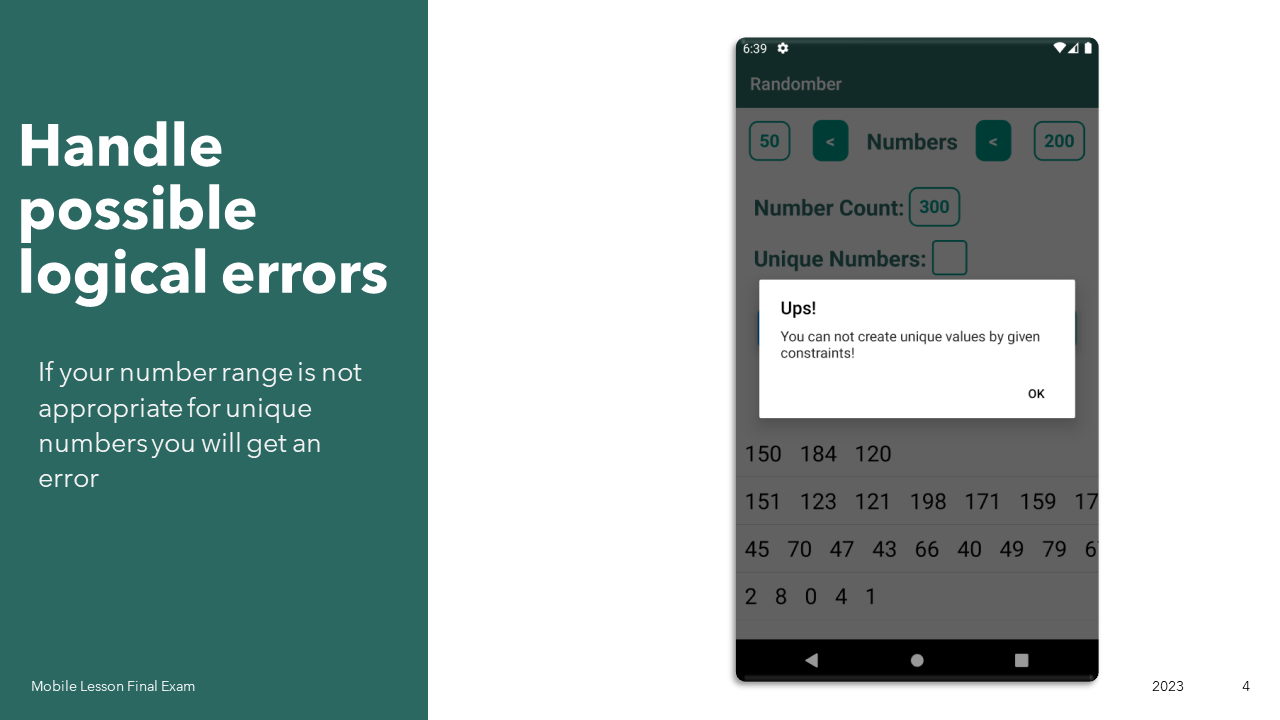 Handle
possible
logical errors
If your number range is not
appropriate for unique
numbers you will get an
error
Mobile Lesson Final Exam
6:39
Randomber
50 < Numbers < 200
Number Count: 300
Unique Numbers:
Ups!
You can not create unique values by given
constraints!
OK
150 184 120
151 123 121 198 171 159 17
45 70 47 43 66 40 49 79 6
2 8 0 4 1
2023
4